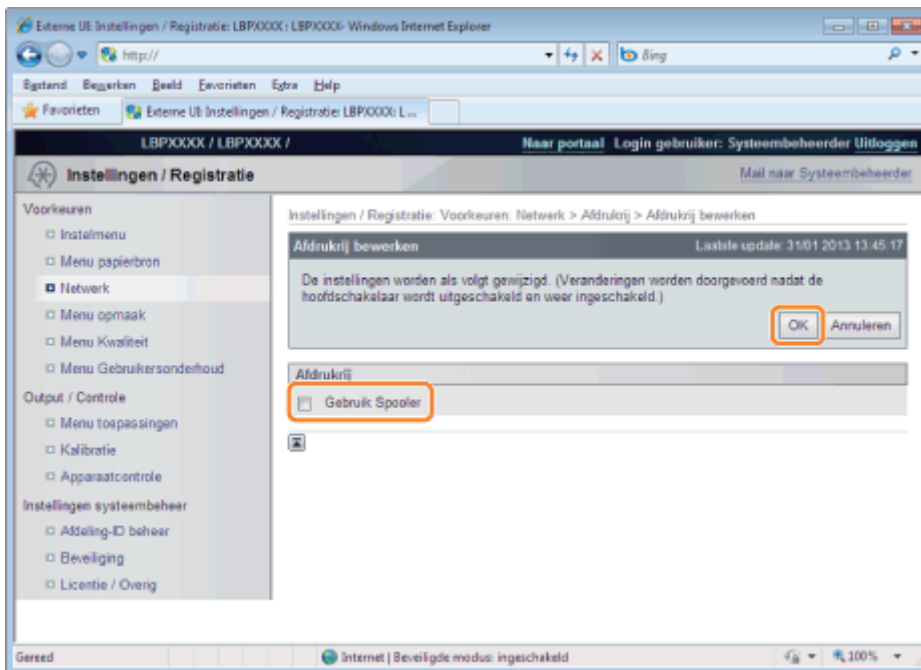 Externe UI: Instellingen / Registratie: LBPXXXX : LBPXXXX- Windows Internet Explorer
http://
Bing
Bestand Bewerken Beeld Favorieten Extra Help
Favorieten Externe UI: Instellingen / Registratie: LBPXXXX: L...
LBPXXXX / LBPXXXX / Naar portaal Login gebruiker: Systeembeheerder Uitloggen
Instellingen / Registratie Mail naar Systeembeheerder
Voorkeuren
Instelmenu
Menu papierbron
Netwerk
Menu opmaak
Menu Kwaliteit
Menu Gebruikersonderhoud
Output / Controle
Menu toepassingen
Kalibratie
Apparaatcontrole
Instellingen systeembeheer
Afdeling-ID beheer
Beveiliging
Licentie / Overig
Instellingen / Registratie: Voorkeuren: Netwerk > Afdrukrij > Afdrukrij bewerken
Afdrukrij bewerken Laatste update: 31/01 2013 13:45:17
De instellingen worden als volgt gewijzigd. (Veranderingen worden doorgevoerd nadat de
hoofdschakelaar wordt uitgeschakeld en weer ingeschakeld.)
OK Annuleren
Afdrukrij
Gebruik Spooler
Gereed Internet | Beveiligde modus: ingeschakeld 100%